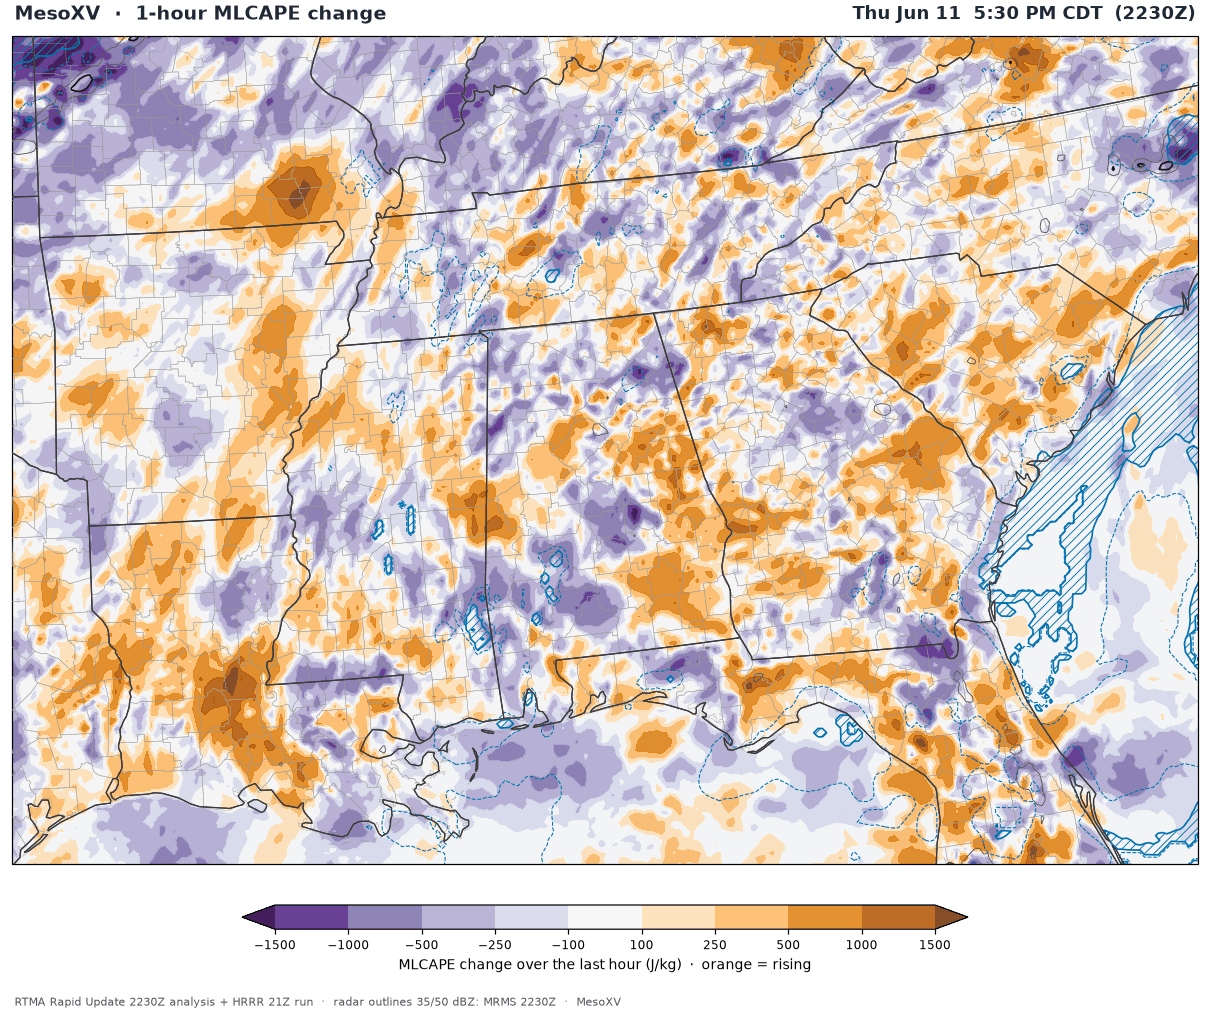 MesoXV · 1-hour MLCAPE change
Thu Jun 11 5:30 PM CDT (2230Z)
−1500 −1000 −500 −250 −100 100 250 500 1000 1500
MLCAPE change over the last hour (J/kg) · orange = rising
RTMA Rapid Update 2230Z analysis + HRRR 21Z run · radar outlines 35/50 dBZ: MRMS 2230Z · MesoXV